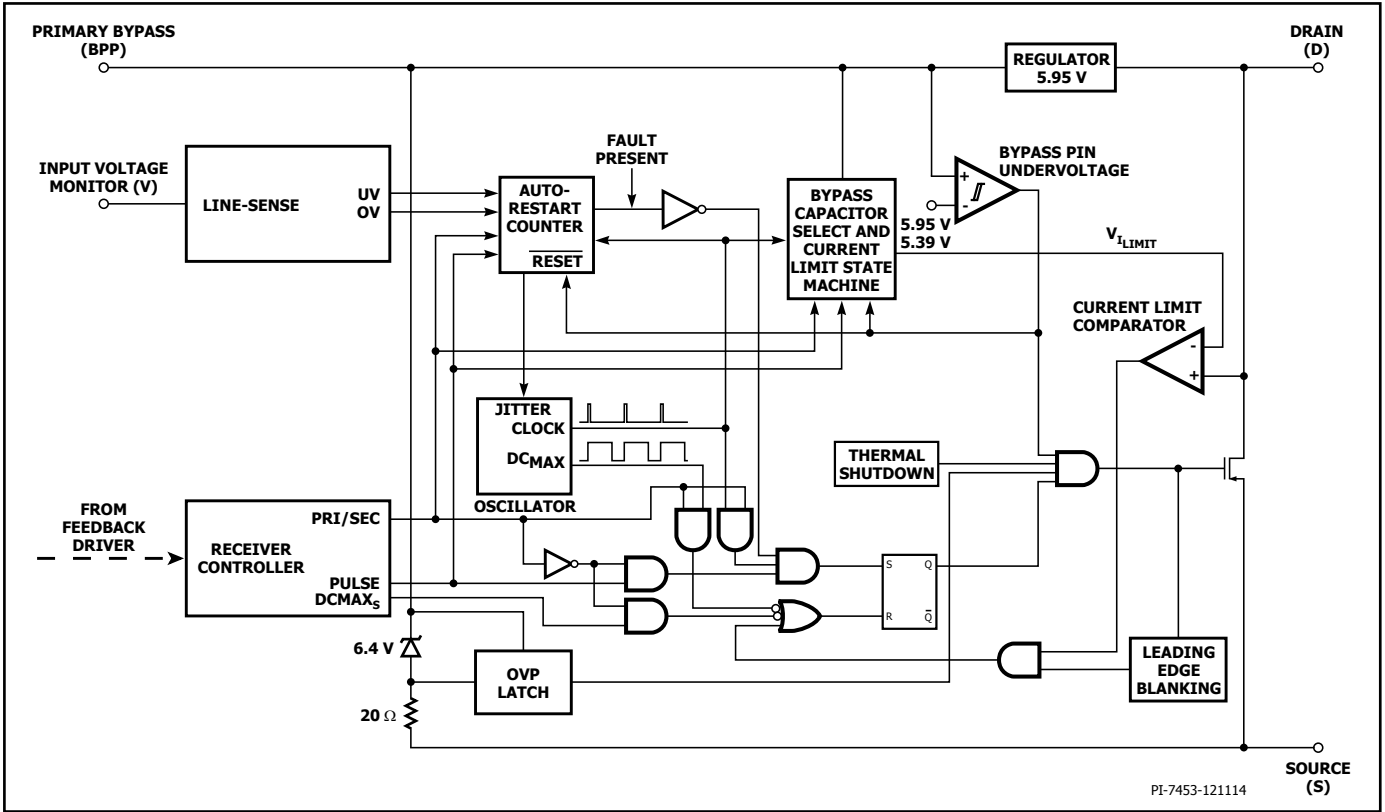 PRIMARY BYPASS
(BPP)
DRAIN
(D)
REGULATOR
5.95 V
INPUT VOLTAGE
MONITOR (V)
LINE-SENSE
UV
OV
FAULT
PRESENT
AUTO-
RESTART
COUNTER
RESET
BYPASS
CAPACITOR
SELECT AND
CURRENT
LIMIT STATE
MACHINE
BYPASS PIN
UNDERVOLTAGE
+
-
5.95 V
5.39 V
VILIMIT
CURRENT LIMIT
COMPARATOR
-
+
JITTER
CLOCK
DCMAX
OSCILLATOR
THERMAL
SHUTDOWN
FROM
FEEDBACK
DRIVER
RECEIVER
CONTROLLER
PRI/SEC
PULSE
DCMAXS
S
Q
R
Q̅
6.4 V
OVP
LATCH
20 Ω
LEADING
EDGE
BLANKING
SOURCE
(S)
PI-7453-121114